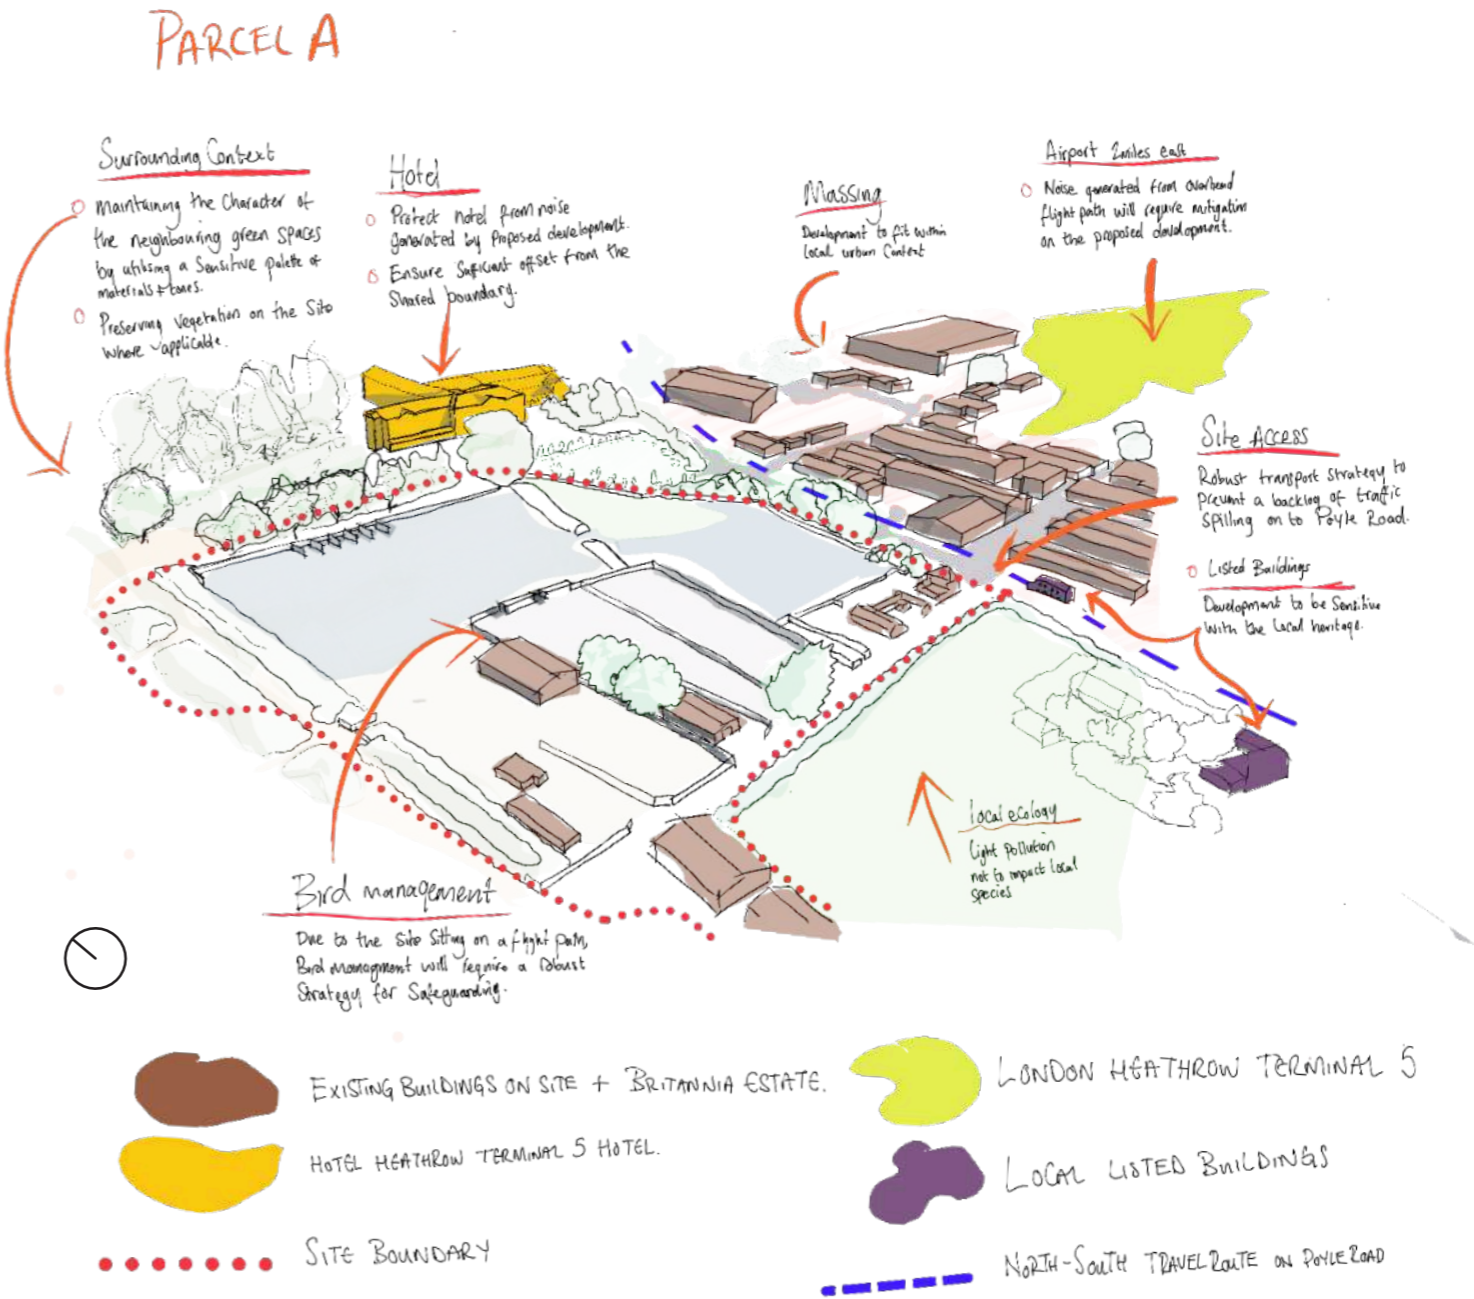 PARCEL A
Surrounding Context
Maintaining the Character of
the neighbouring green spaces
by utilising a Sensitive palette of
materials + tones.
Preserving Vegetation on the Site
where applicable.
Hotel
Protect hotel from noise
generated by Proposed development.
Ensure Suficient offset from the
Shared boundary.
Massing
Development to fit within
local urban Context
Airport 2miles east
Noise generated from overhead
flight path will require mitigation
on the proposed development.
Site Access
Robust transport strategy to
prevent a backlog of traffic
Spilling on to Poyle Road.
Listed Buildings
Development to be Sensitive
with the local heritage.
local ecology
light pollution
not to impact local
species
Bird management
Due to the Site Sitting on a flight path,
Bird Managment will require a robust
Strategy for Safeguarding.
EXISTING BUILDINGS ON SITE + BRITANNIA ESTATE.
HOTEL HEATHROW TERMINAL 5 HOTEL.
SITE BOUNDARY
LONDON HEATHROW TERMINAL 5
LOCAL LISTED BUILDINGS
NORTH-SOUTH TRAVEL ROUTE ON POYLE ROAD